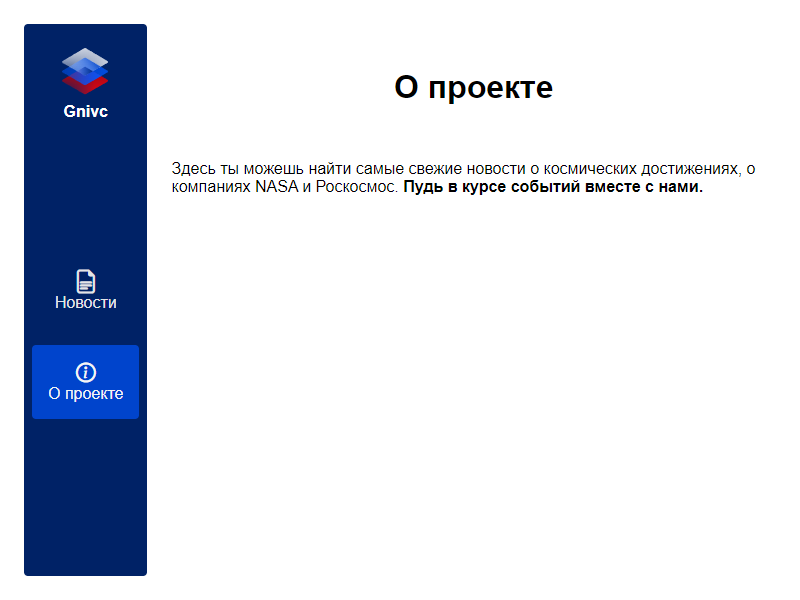 Gnivc
О проекте
Здесь ты можешь найти самые свежие новости о космических достижениях, о
компаниях NASA и Роскосмос. Пудь в курсе событий вместе с нами.
Новости
О проекте